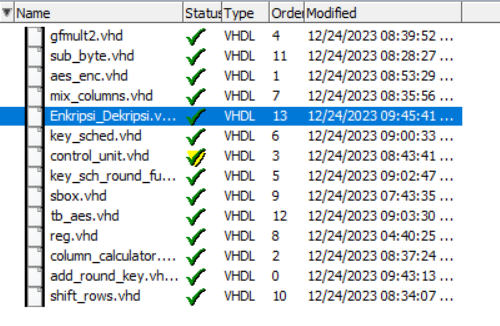 Name Status Type Order Modified
gfmult2.vhd VHDL 4 12/24/2023 08:39:52 ...
sub_byte.vhd VHDL 11 12/24/2023 08:28:27 ...
aes_enc.vhd VHDL 1 12/24/2023 08:53:29 ...
mix_columns.vhd VHDL 7 12/24/2023 08:35:56 ...
Enkripsi_Dekripsi.v... VHDL 13 12/24/2023 09:45:41 ...
key_sched.vhd VHDL 6 12/24/2023 09:00:33 ...
control_unit.vhd VHDL 3 12/24/2023 08:43:41 ...
key_sch_round_fu... VHDL 5 12/24/2023 09:02:47 ...
sbox.vhd VHDL 9 12/24/2023 07:43:35 ...
tb_aes.vhd VHDL 12 12/24/2023 09:03:30 ...
reg.vhd VHDL 8 12/24/2023 04:40:25 ...
column_calculator.... VHDL 2 12/24/2023 08:37:24 ...
add_round_key.vh... VHDL 0 12/24/2023 09:43:13 ...
shift_rows.vhd VHDL 10 12/24/2023 08:34:07 ...